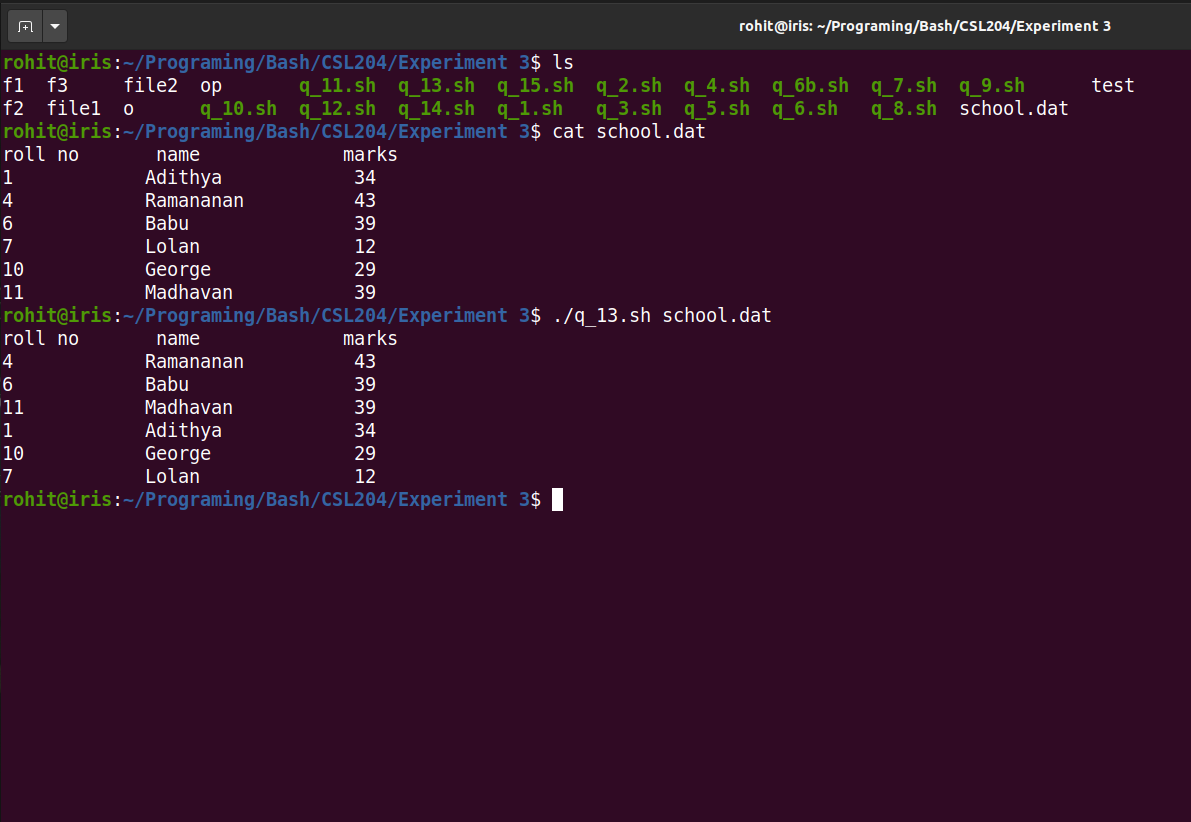 rohit@iris: ~/Programing/Bash/CSL204/Experiment 3
rohit@iris:~/Programing/Bash/CSL204/Experiment 3$ ls
f1  f3     file2  op       q_11.sh  q_13.sh  q_15.sh  q_2.sh  q_4.sh  q_6b.sh  q_7.sh  q_9.sh      test
f2  file1  o      q_10.sh  q_12.sh  q_14.sh  q_1.sh   q_3.sh  q_5.sh  q_6.sh   q_8.sh  school.dat
rohit@iris:~/Programing/Bash/CSL204/Experiment 3$ cat school.dat
roll no       name             marks
1            Adithya            34
4            Ramananan          43
6            Babu               39
7            Lolan              12
10           George             29
11           Madhavan           39
rohit@iris:~/Programing/Bash/CSL204/Experiment 3$ ./q_13.sh school.dat
roll no       name             marks
4            Ramananan          43
6            Babu               39
11           Madhavan           39
1            Adithya            34
10           George             29
7            Lolan              12
rohit@iris:~/Programing/Bash/CSL204/Experiment 3$